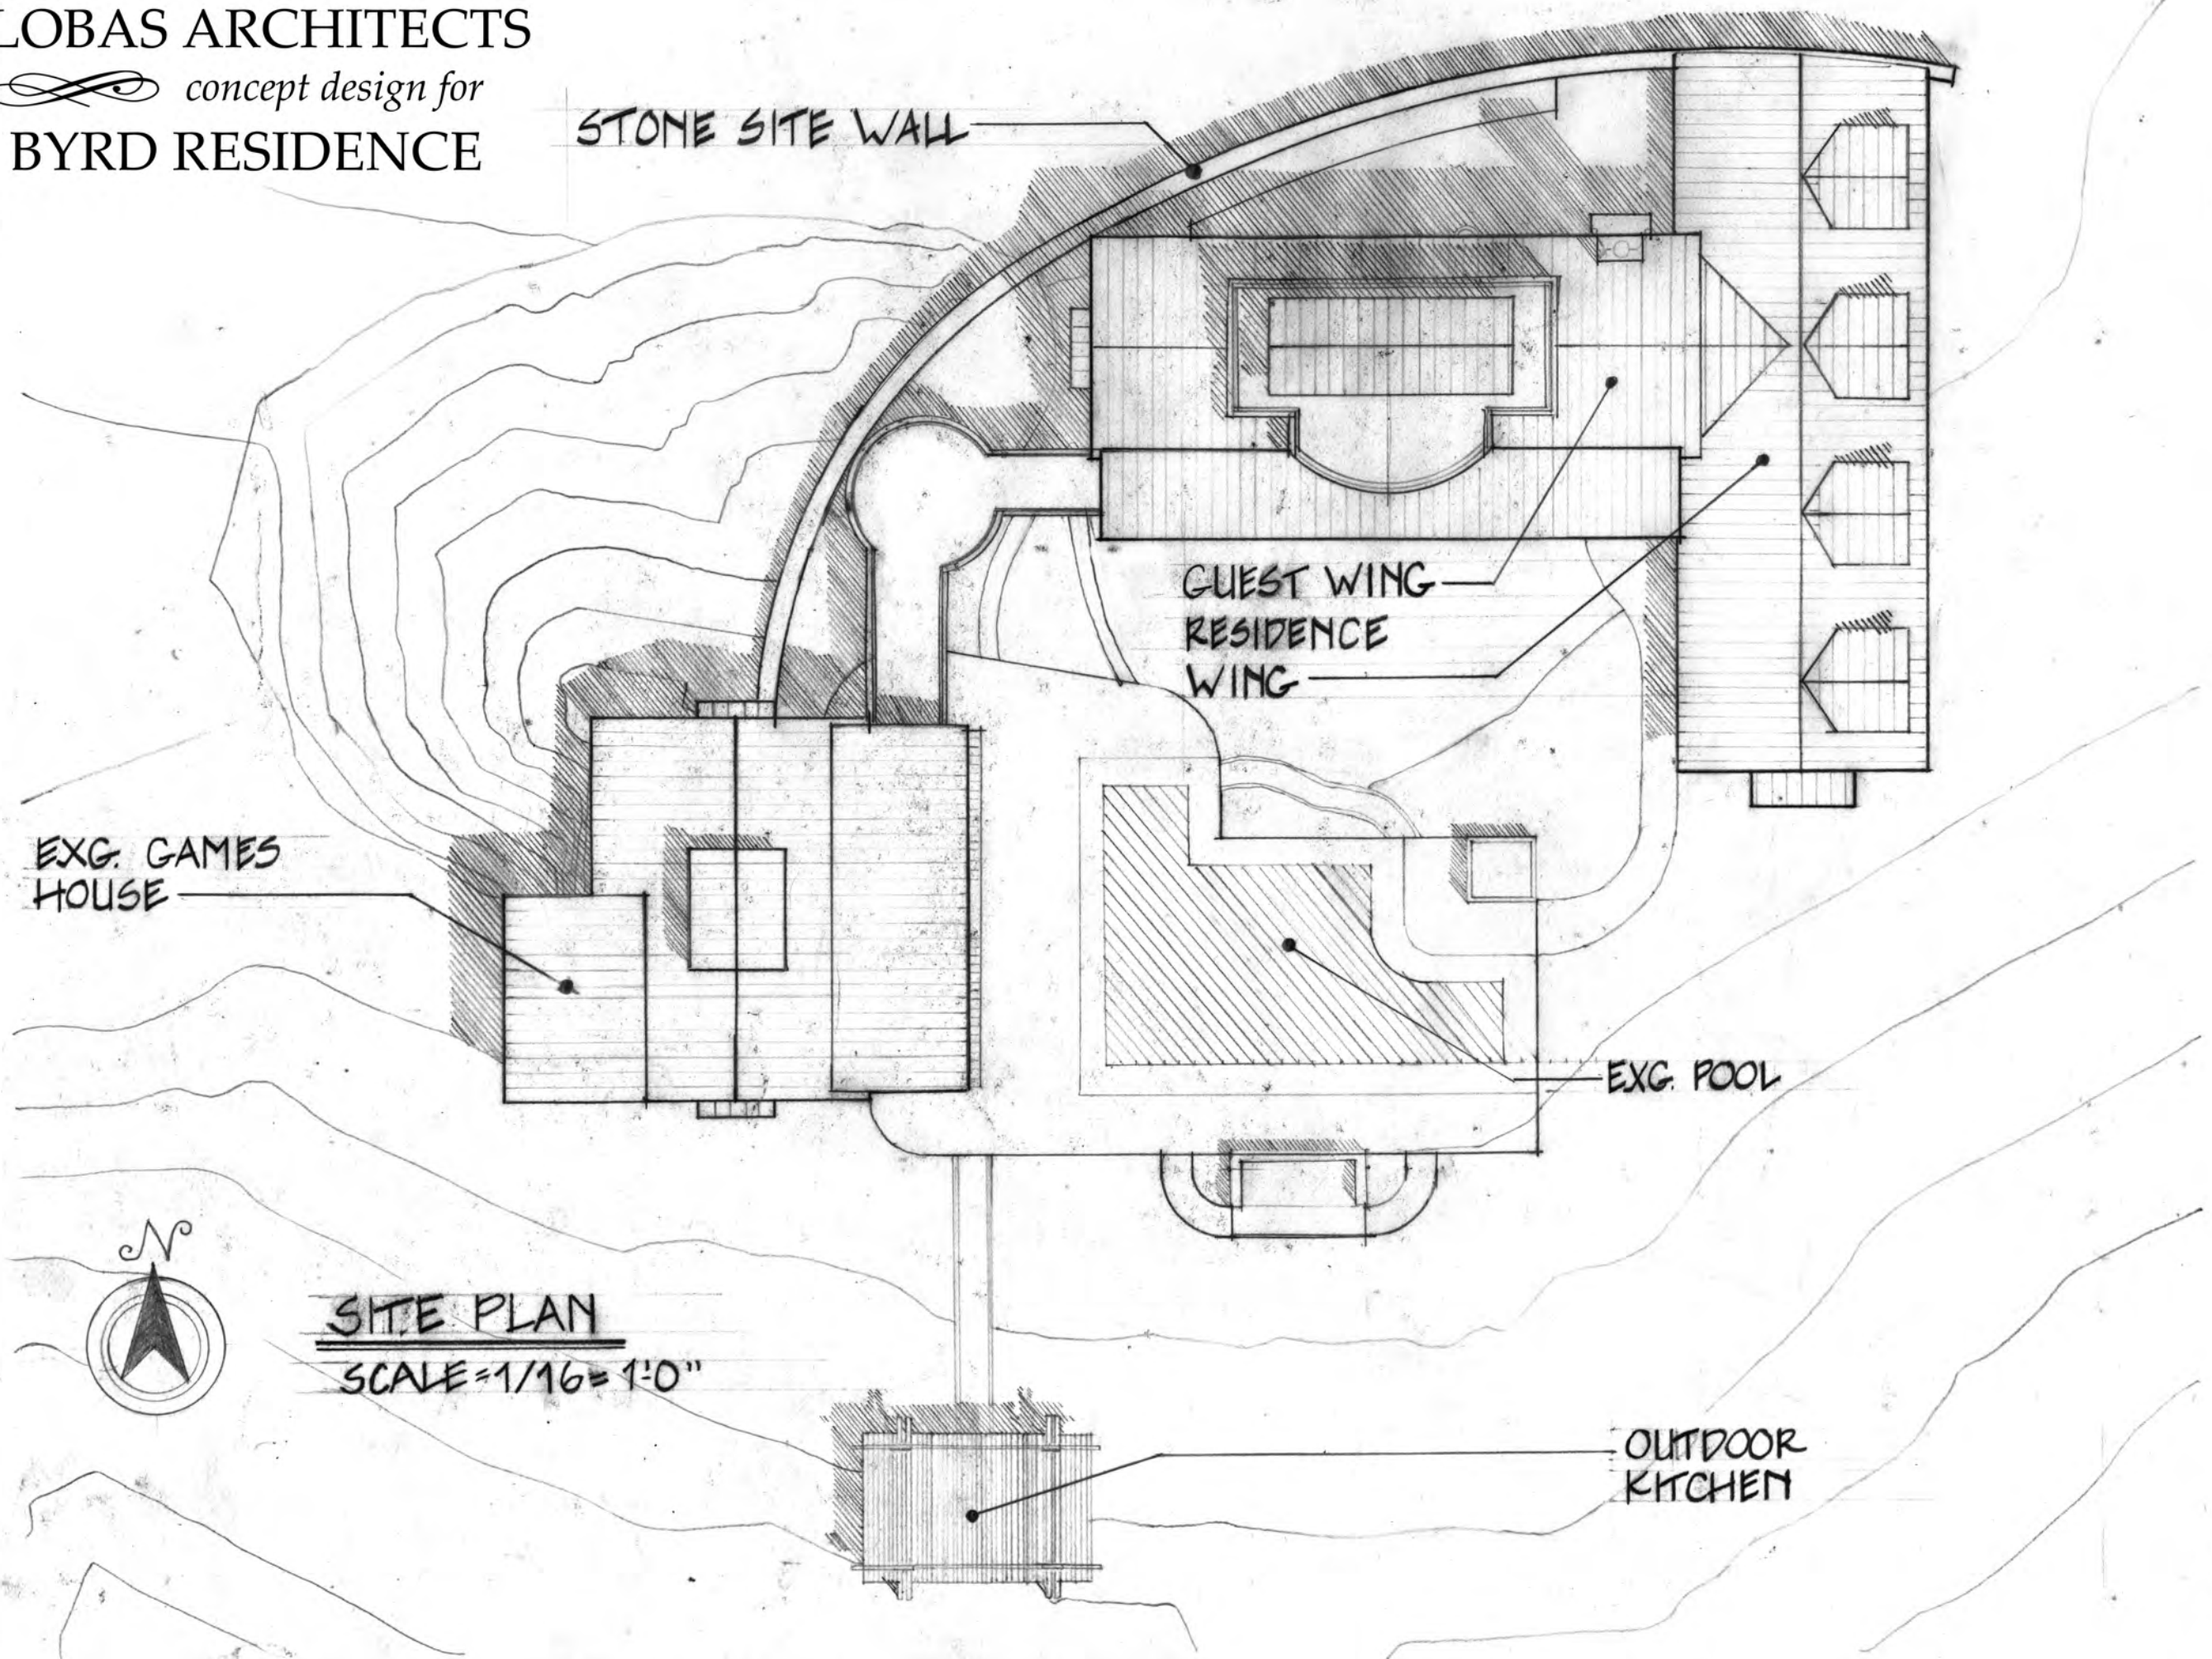 LOBAS ARCHITECTS
concept design for
BYRD RESIDENCE
STONE SITE WALL
GUEST WING
RESIDENCE
WING
EXG. GAMES
HOUSE
EXG. POOL
N
SITE PLAN
SCALE=1/16=1'-0"
OUTDOOR
KITCHEN